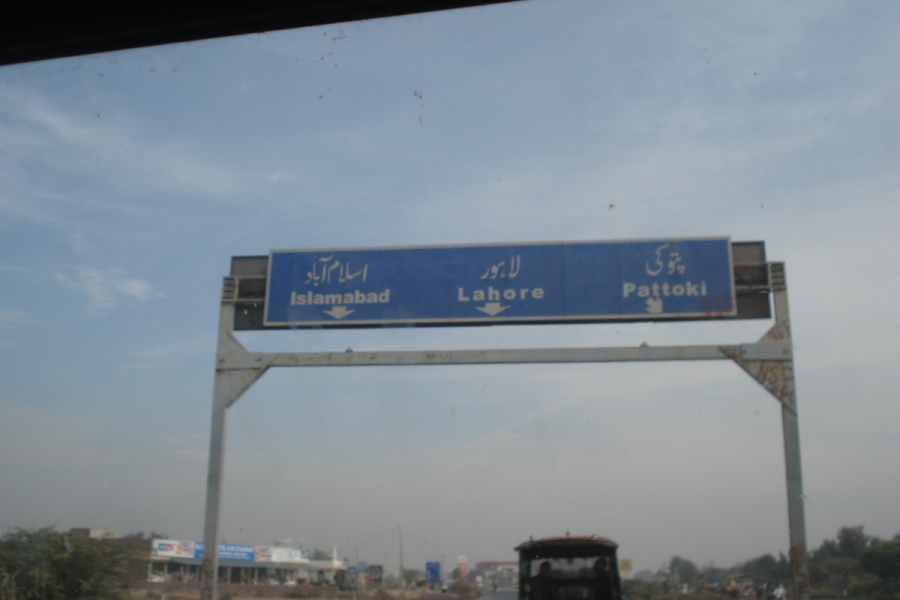 اسلام آباد
Islamabad
لاہور
Lahore
پتوکی
Pattoki